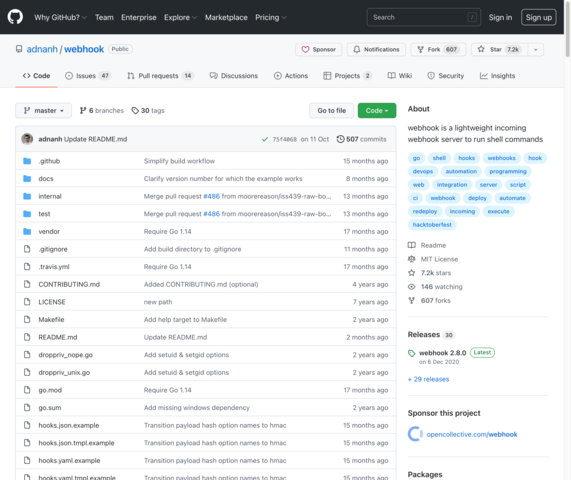 Why GitHub? Team Enterprise Explore Marketplace Pricing Search / Sign in Sign up
adnanh / webhook Public Sponsor Notifications Fork 607 Star 7.2k
Code Issues 47 Pull requests 14 Discussions Actions Projects 2 Wiki Security Insights
master 6 branches 30 tags Go to file Code
adnanh Update README.md 75f4068 on 11 Oct 507 commits
.github Simplify build workflow 15 months ago
docs Clarify version number for which the example works 8 months ago
internal Merge pull request #486 from moorereason/iss439-raw-bo... 13 months ago
test Merge pull request #486 from moorereason/iss439-raw-bo... 13 months ago
vendor Require Go 1.14 17 months ago
.gitignore Add build directory to .gitignore 11 months ago
.travis.yml Require Go 1.14 17 months ago
CONTRIBUTING.md Added CONTRIBUTING.md (optional) 4 years ago
LICENSE new path 7 years ago
Makefile Add help target to Makefile 2 years ago
README.md Update README.md 2 months ago
droppriv_nope.go Add setuid & setgid options 2 years ago
droppriv_unix.go Add setuid & setgid options 2 years ago
go.mod Require Go 1.14 17 months ago
go.sum Add missing windows dependency 2 years ago
hooks.json.example Transition payload hash option names to hmac 15 months ago
hooks.json.tmpl.example Transition payload hash option names to hmac 15 months ago
hooks.yaml.example Transition payload hash option names to hmac 15 months ago
hooks.yaml.tmpl.example Transition payload hash option names to hmac 15 months ago
About
webhook is a lightweight incoming
webhook server to run shell commands
go shell hooks webhooks hook
devops automation programming
web integration server script
ci webhook deploy automate
redeploy incoming execute
hacktoberfest
Readme
MIT License
7.2k stars
146 watching
607 forks
Releases 30
webhook 2.8.0 Latest
on 6 Dec 2020
+ 29 releases
Sponsor this project
opencollective.com/webhook
Packages